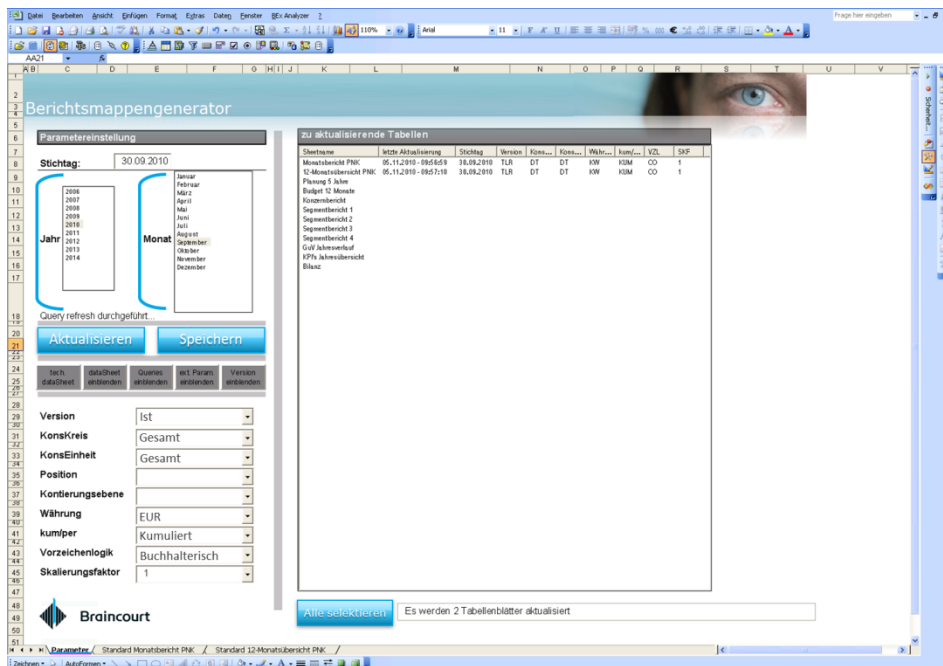 Datei Bearbeiten Ansicht Einfügen Format Extras Daten Fenster BEx Analyzer ?
Frage hier eingeben
110%
Arial
11
AA21
Berichtsmappengenerator
Parametereinstellung
Stichtag: 30.09.2010
Jahr
2006
2007
2008
2009
2010
2011
2012
2013
2014
Monat
Januar
Februar
März
April
Mai
Juni
Juli
August
September
Oktober
November
Dezember
Query refresh durchgeführt...
Aktualisieren
Speichern
tech. dataSheet
dataSheet einblenden
Queries einblenden
ext. Param einblenden
Version einblenden
Version Ist
KonsKreis Gesamt
KonsEinheit Gesamt
Position
Kontierungsebene
Währung EUR
kum/per Kumuliert
Vorzeichenlogik Buchhalterisch
Skalierungsfaktor 1
Braincourt
zu aktualisierende Tabellen
Sheetname letzte Aktualisierung Stichtag Version Kons... Kons... Währ... kum/... VZL SKF
Monatsbericht PNK 05.11.2010 - 09:56:59 30.09.2010 TLR DT DT KW KUM CO 1
12-Monatsübersicht PNK 05.11.2010 - 09:57:10 30.09.2010 TLR DT DT KW KUM CO 1
Planung 5 Jahre
Budget 12 Monate
Konzernbericht
Segmentbericht 1
Segmentbericht 2
Segmentbericht 3
Segmentbericht 4
GuV Jahresverlauf
KPI's Jahresübersicht
Bilanz
Alle selektieren
Es werden 2 Tabellenblätter aktualisiert
Parameter / Standard Monatsbericht PNK / Standard 12-Monatsübersicht PNK
Zeichnen AutoFormen
Sicherheit...